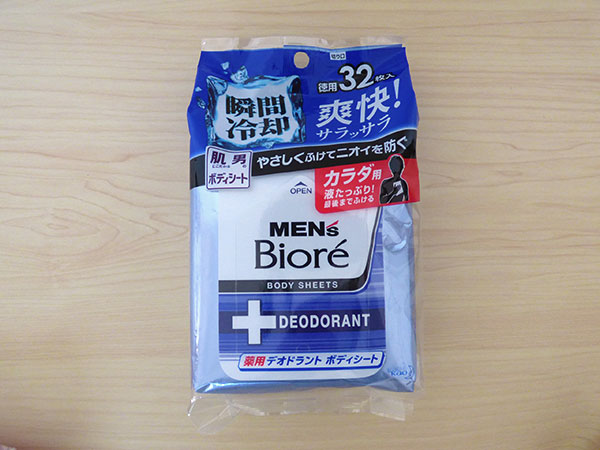 徳用32枚入
瞬間
冷却
爽快!
サラッサラ
肌男の
ボディシート
やさしくふけてニオイを防ぐ
カラダ用
液たっぷり!
最後までふける
OPEN
MEN's
Bioré
BODY SHEETS
+DEODORANT
薬用デオドラント ボディシート
Kao